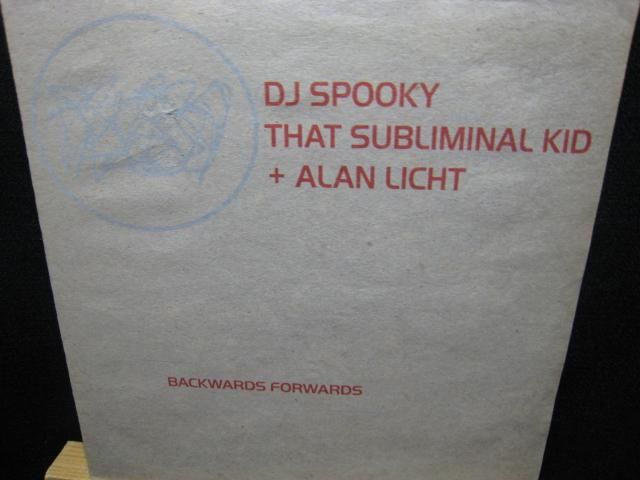 DJ SPOOKY
THAT SUBLIMINAL KID
+ ALAN LICHT
BACKWARDS FORWARDS